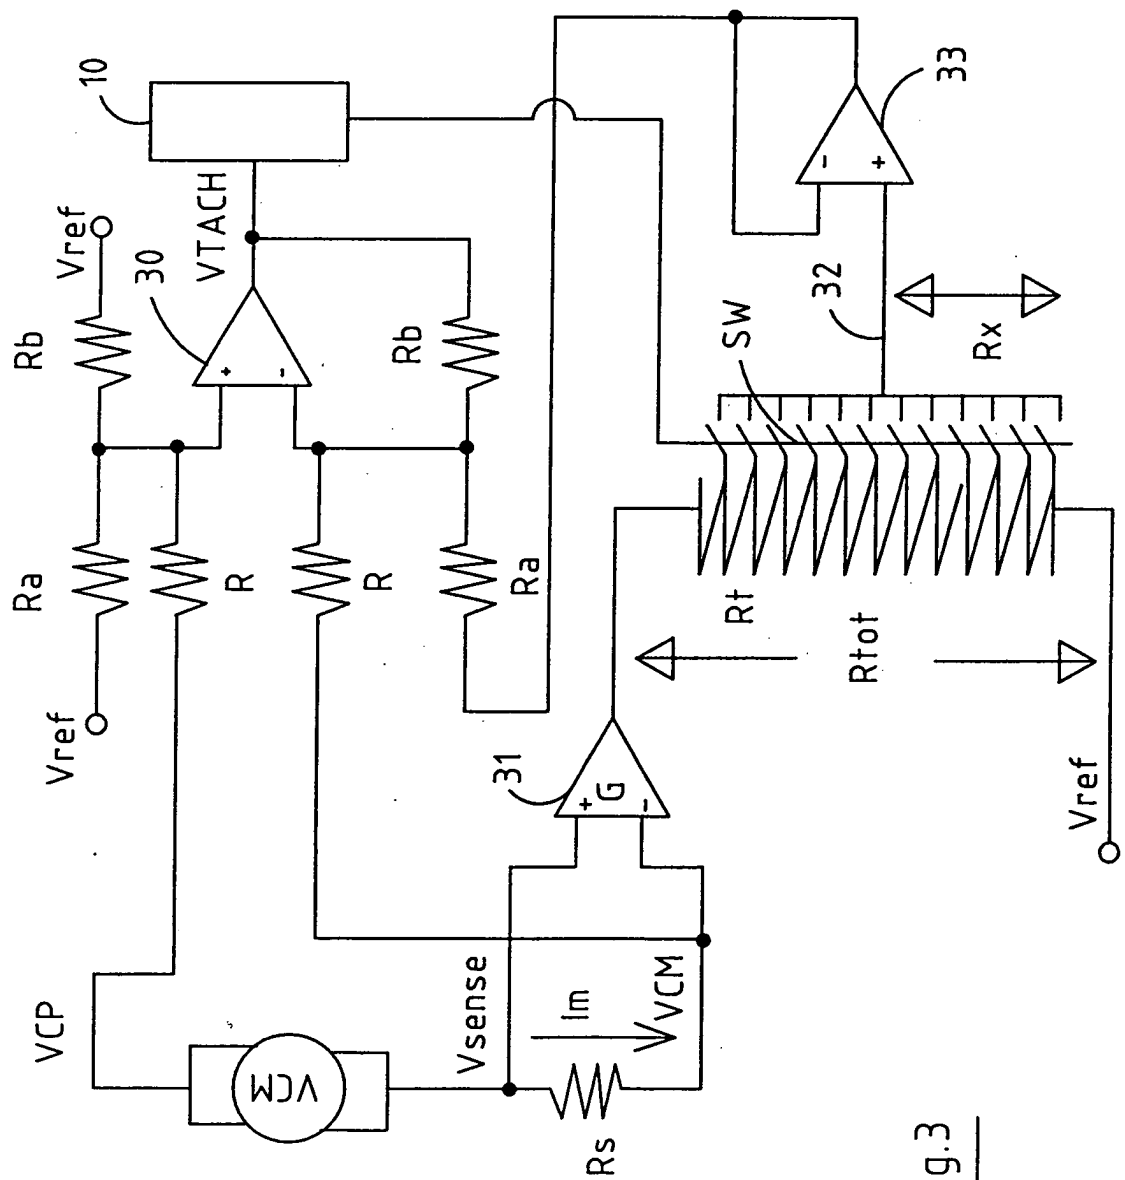 10
VTACH
Vref
Rb
30
Rb
+
-
Ra
R
R
Ra
Vref
33
-
+
32
SW
Rx
Rt
Rtot
31
G
+
-
Vref
VCP
VCM
Vsense
Im
VCM
Rs
g.3